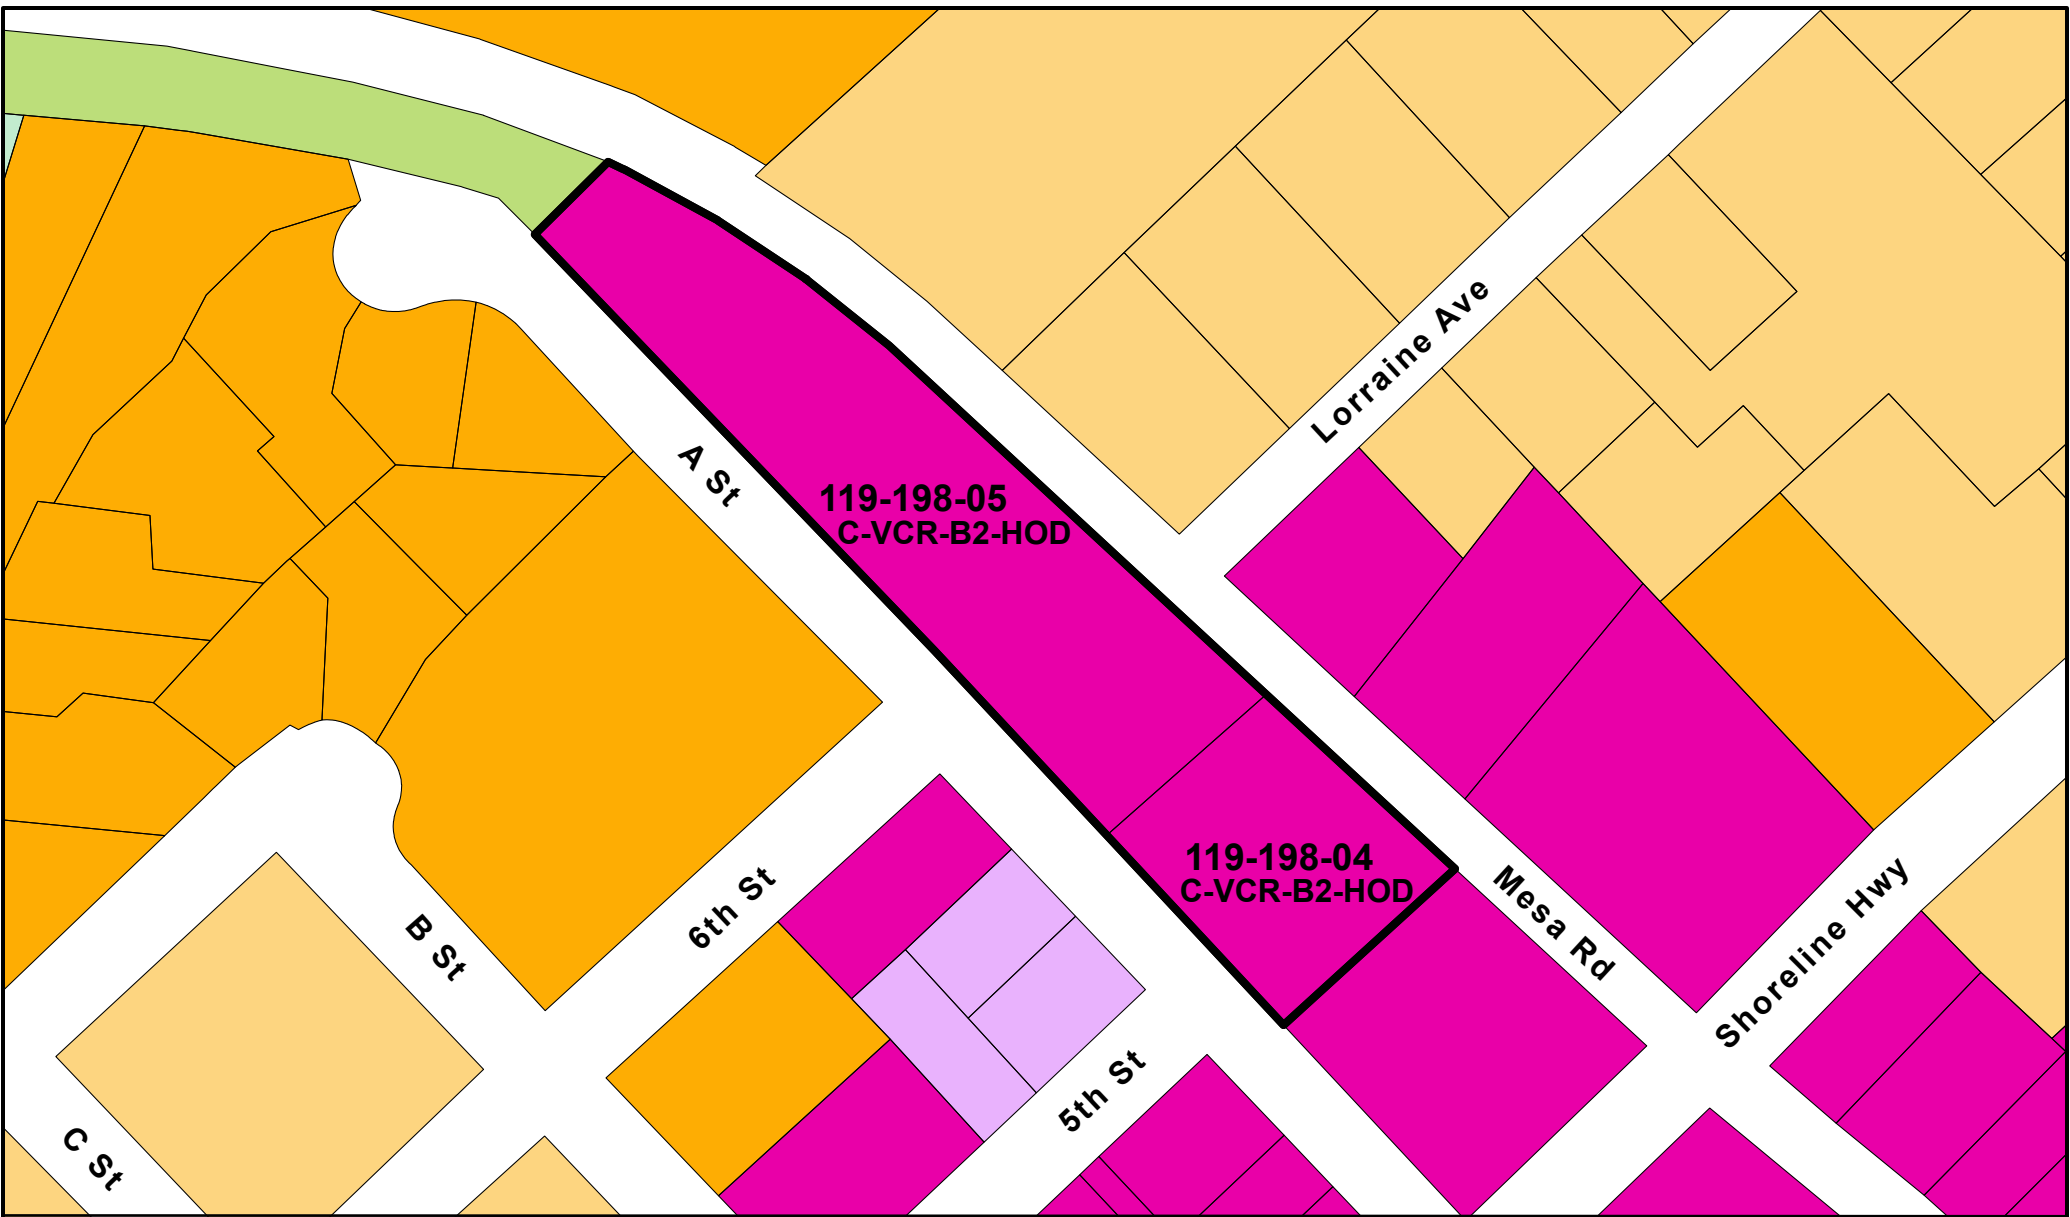 Lorraine Ave
A St
119-198-05
C-VCR-B2-HOD
119-198-04
C-VCR-B2-HOD
6th St
Mesa Rd
B St
Shoreline Hwy
5th St
C St